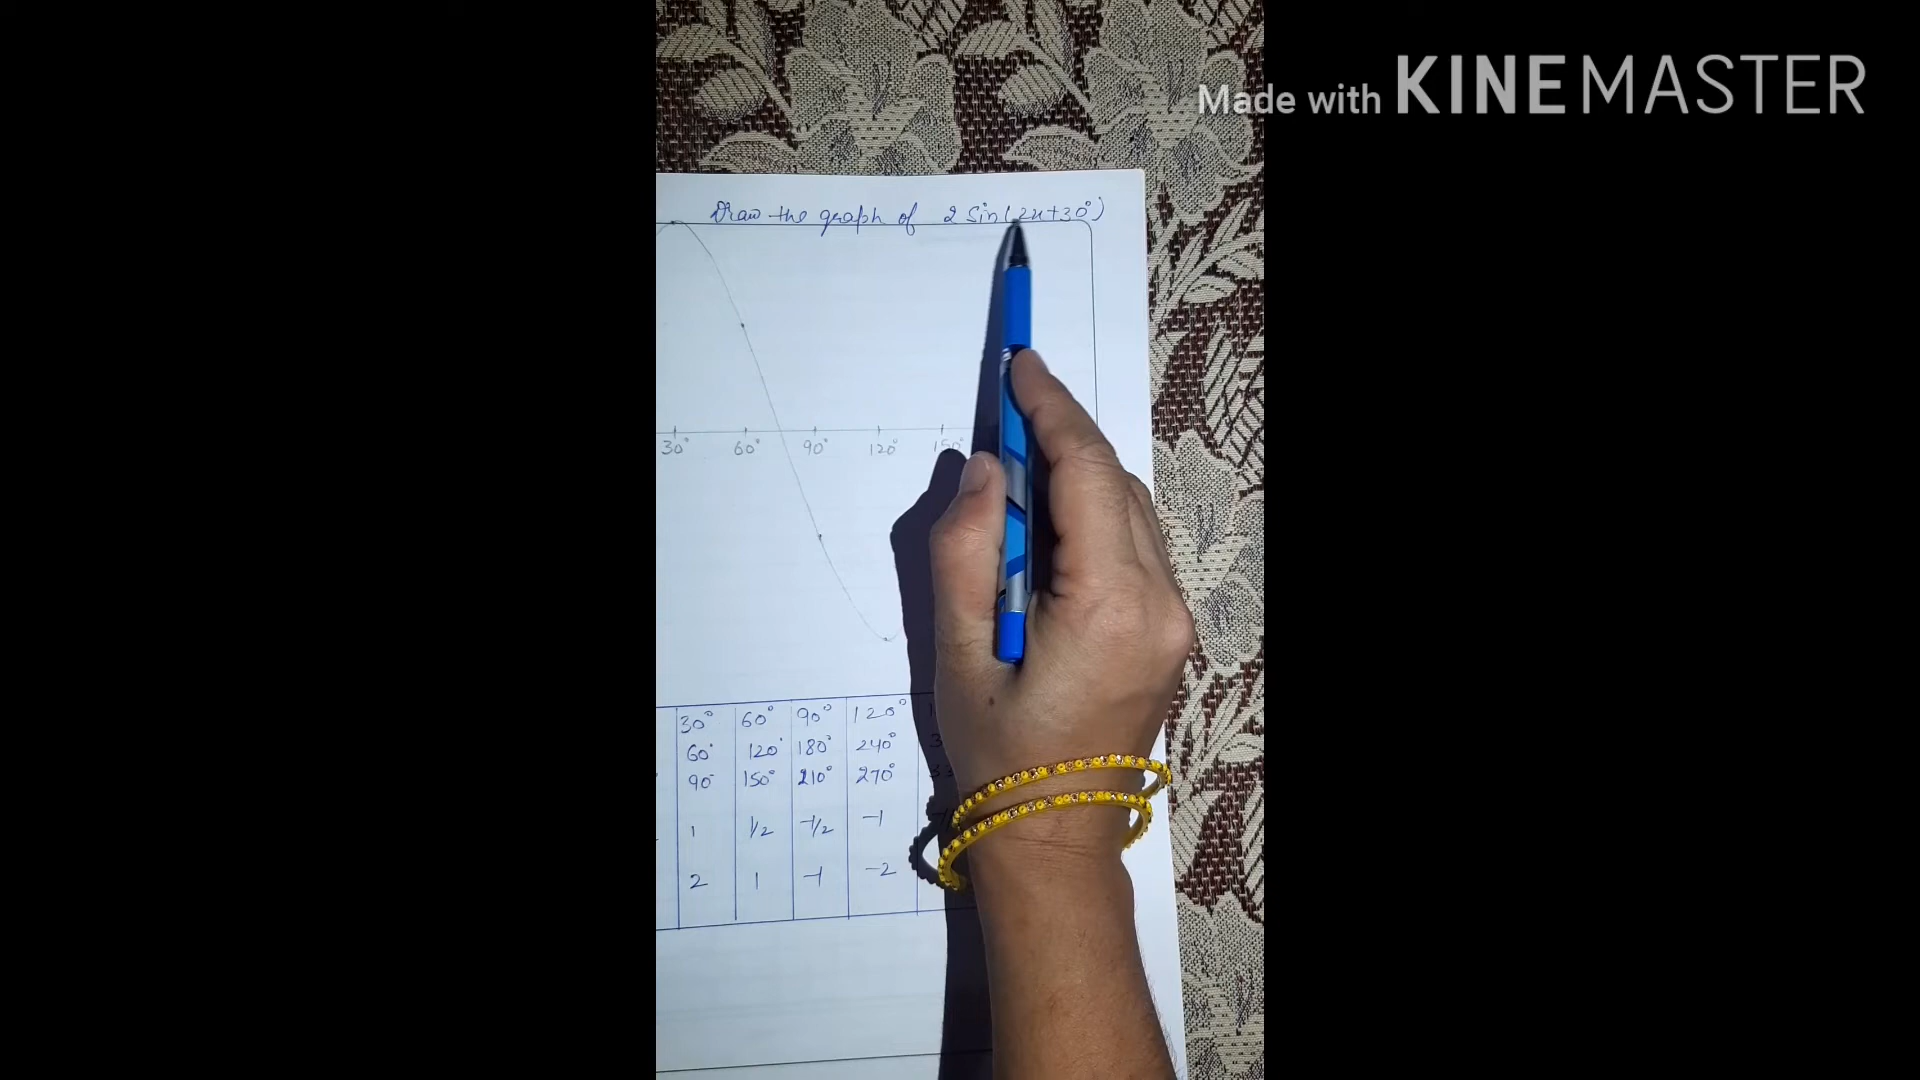 Made with KINEMASTER
Draw the graph of 2 Sin(2x+30°)
30° 60° 90° 120° 150°
30° 60° 90° 120°
60° 120° 180° 240°
90° 150° 210° 270°
1 1/2 -1/2 -1
2 1 -1 -2